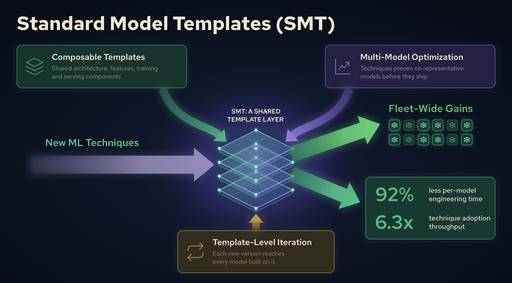 Standard Model Templates (SMT)
Composable Templates
Shared architecture, features, training
and serving components
Multi-Model Optimization
Techniques proven on representative
models before they ship
SMT: A SHARED
TEMPLATE LAYER
Fleet-Wide Gains
New ML Techniques
92%
less per-model
engineering time
6.3x
technique adoption
throughput
Template-Level Iteration
Each new version reaches
every model built on it